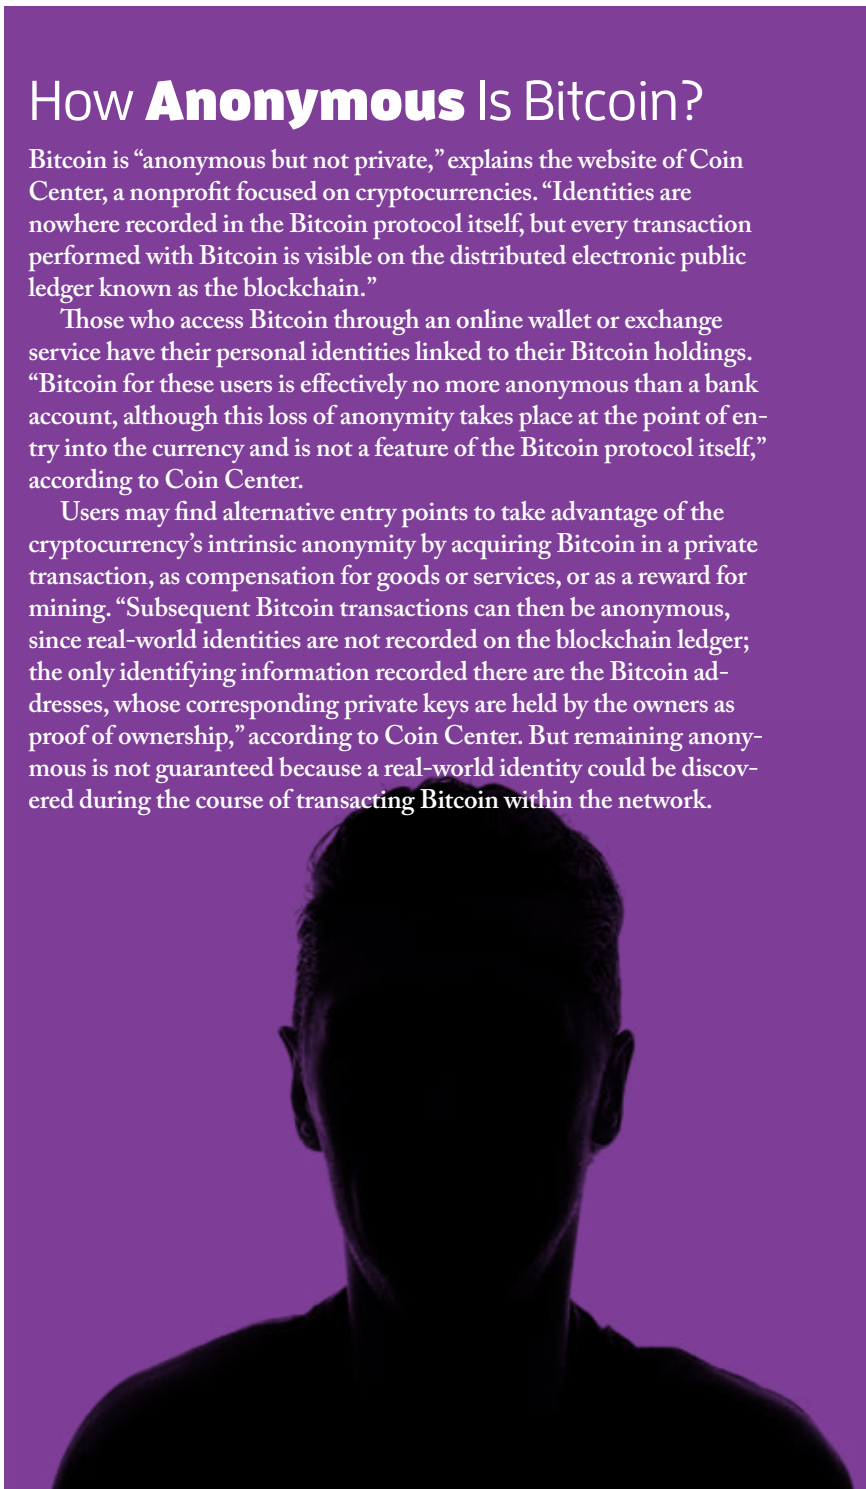 How Anonymous Is Bitcoin?
Bitcoin is “anonymous but not private,” explains the website of Coin
Center, a nonprofit focused on cryptocurrencies. “Identities are
nowhere recorded in the Bitcoin protocol itself, but every transaction
performed with Bitcoin is visible on the distributed electronic public
ledger known as the blockchain.”
Those who access Bitcoin through an online wallet or exchange
service have their personal identities linked to their Bitcoin holdings.
“Bitcoin for these users is effectively no more anonymous than a bank
account, although this loss of anonymity takes place at the point of en-
try into the currency and is not a feature of the Bitcoin protocol itself,”
according to Coin Center.
Users may find alternative entry points to take advantage of the
cryptocurrency’s intrinsic anonymity by acquiring Bitcoin in a private
transaction, as compensation for goods or services, or as a reward for
mining. “Subsequent Bitcoin transactions can then be anonymous,
since real-world identities are not recorded on the blockchain ledger;
the only identifying information recorded there are the Bitcoin ad-
dresses, whose corresponding private keys are held by the owners as
proof of ownership,” according to Coin Center. But remaining anony-
mous is not guaranteed because a real-world identity could be discov-
ered during the course of transacting Bitcoin within the network.